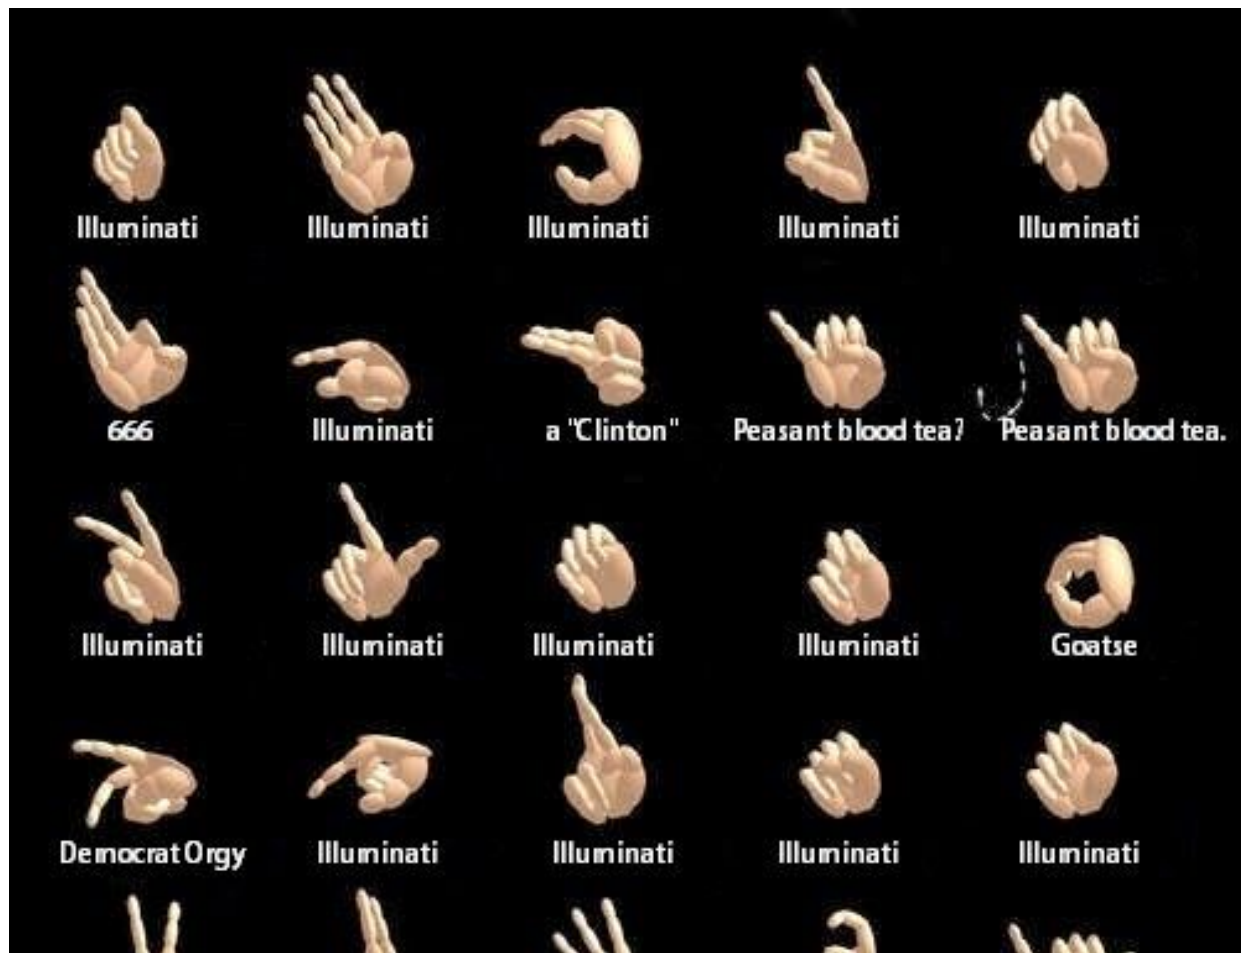 Illuminati Illuminati Illuminati Illuminati Illuminati
666 Illuminati a "Clinton" Peasant blood tea? Peasant blood tea.
Illuminati Illuminati Illuminati Illuminati Goatse
Democrat Orgy Illuminati Illuminati Illuminati Illuminati